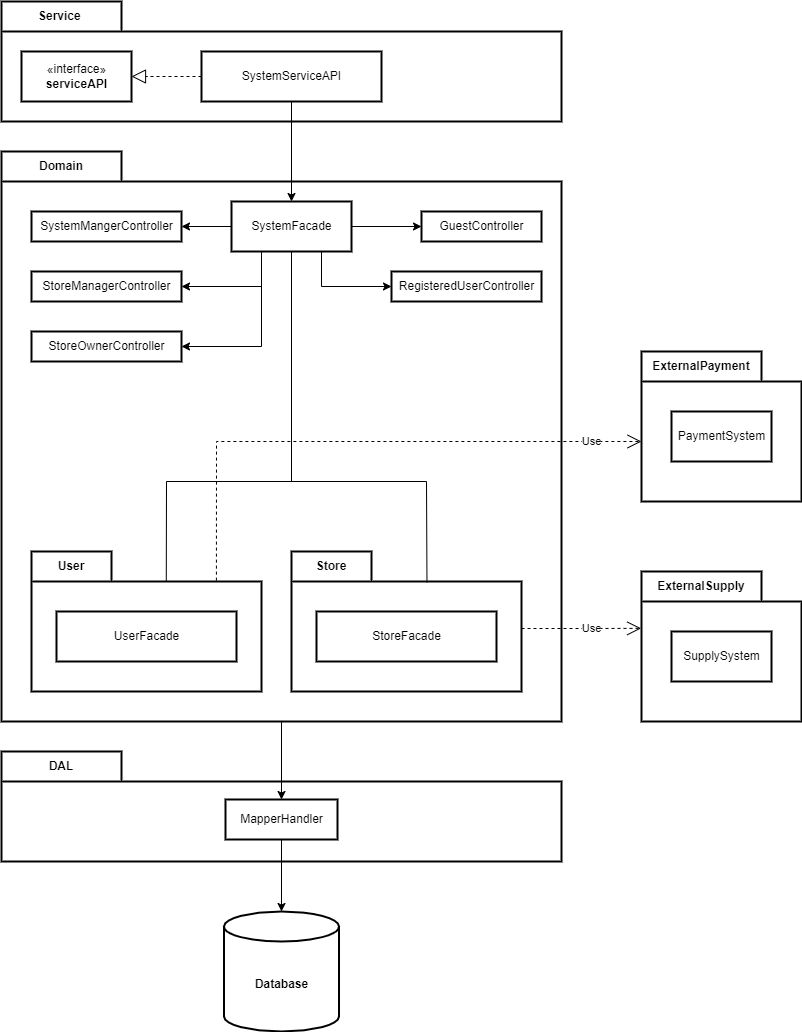 Service
«interface»
serviceAPI
SystemServiceAPI
Domain
SystemMangerController
SystemFacade
GuestController
StoreManagerController
RegisteredUserController
StoreOwnerController
ExternalPayment
PaymentSystem
Use
User
Store
UserFacade
StoreFacade
ExternalSupply
Use
SupplySystem
DAL
MapperHandler
Database